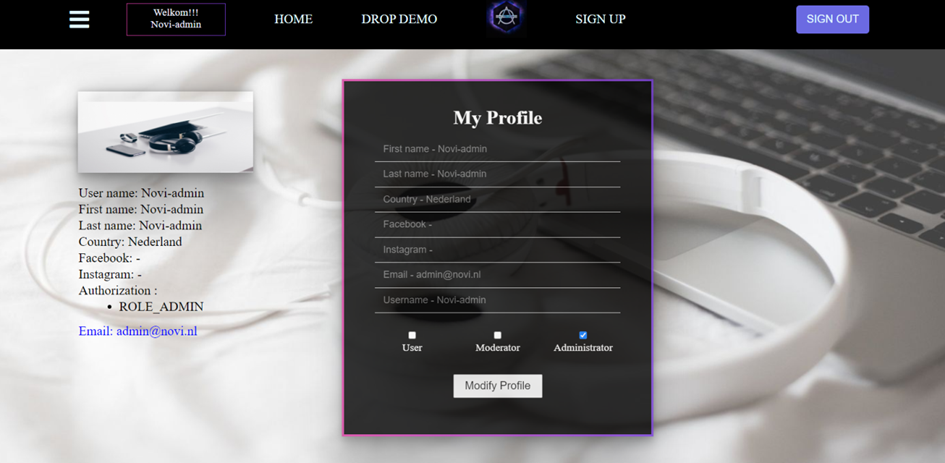 Welkom!!!
Novi-admin
HOME
DROP DEMO
SIGN UP
SIGN OUT
User name: Novi-admin
First name: Novi-admin
Last name: Novi-admin
Country: Nederland
Facebook: -
Instagram: -
Authorization :
• ROLE_ADMIN
Email: admin@novi.nl
My Profile
First name - Novi-admin
Last name - Novi-admin
Country - Nederland
Facebook -
Instagram -
Email - admin@novi.nl
Username - Novi-admin
User
Moderator
Administrator
Modify Profile